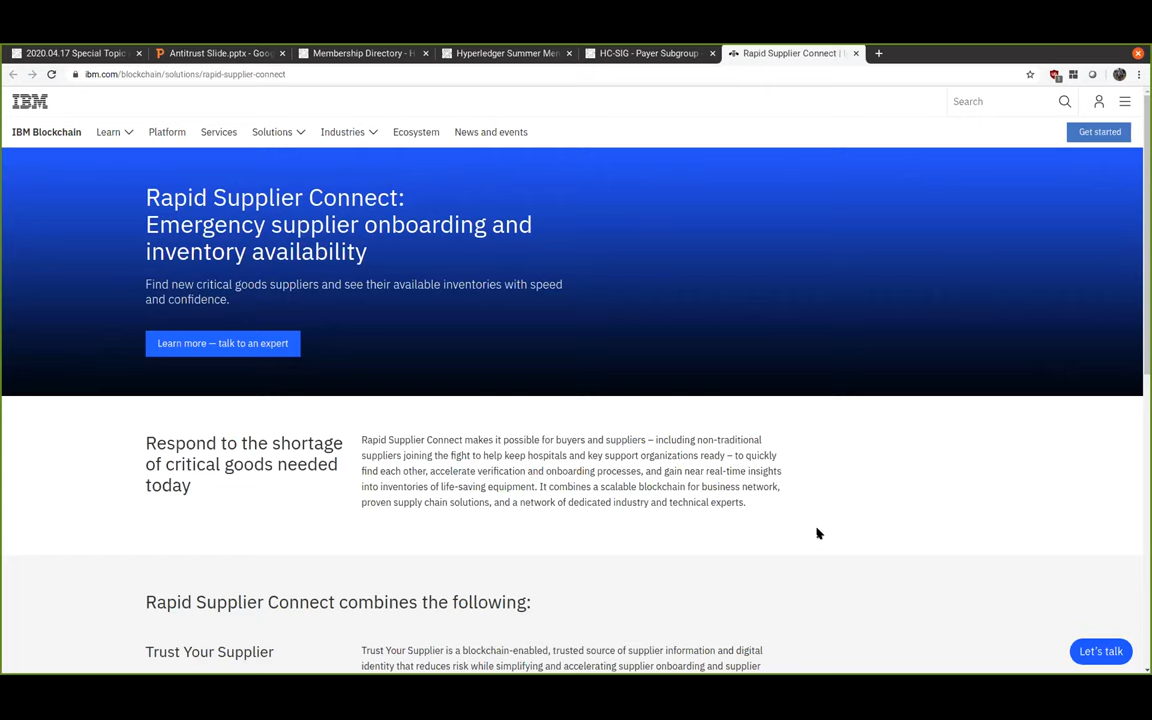 2020.04.17 Special Topic
Antitrust Slide.pptx - Goo
Membership Directory - H
Hyperledger Summer Men
HC-SIG - Payer Subgroup
Rapid Supplier Connect |
ibm.com/blockchain/solutions/rapid-supplier-connect
IBM
Search
IBM Blockchain
Learn
Platform
Services
Solutions
Industries
Ecosystem
News and events
Get started
Rapid Supplier Connect:
Emergency supplier onboarding and
inventory availability
Find new critical goods suppliers and see their available inventories with speed
and confidence.
Learn more — talk to an expert
Respond to the shortage
of critical goods needed
today
Rapid Supplier Connect makes it possible for buyers and suppliers – including non-traditional
suppliers joining the fight to help keep hospitals and key support organizations ready – to quickly
find each other, accelerate verification and onboarding processes, and gain near real-time insights
into inventories of life-saving equipment. It combines a scalable blockchain for business network,
proven supply chain solutions, and a network of dedicated industry and technical experts.
Rapid Supplier Connect combines the following:
Trust Your Supplier
Trust Your Supplier is a blockchain-enabled, trusted source of supplier information and digital
identity that reduces risk while simplifying and accelerating supplier onboarding and supplier
Let's talk